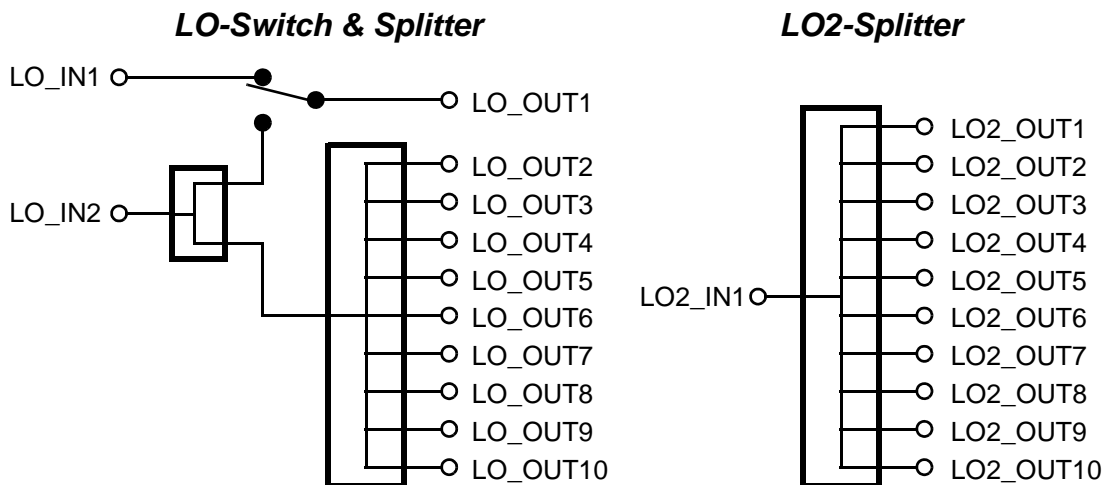 LO-Switch & Splitter
LO_IN1
LO_OUT1
LO_OUT2
LO_IN2
LO_OUT3
LO_OUT4
LO_OUT5
LO_OUT6
LO_OUT7
LO_OUT8
LO_OUT9
LO_OUT10
LO2-Splitter
LO2_IN1
LO2_OUT1
LO2_OUT2
LO2_OUT3
LO2_OUT4
LO2_OUT5
LO2_OUT6
LO2_OUT7
LO2_OUT8
LO2_OUT9
LO2_OUT10